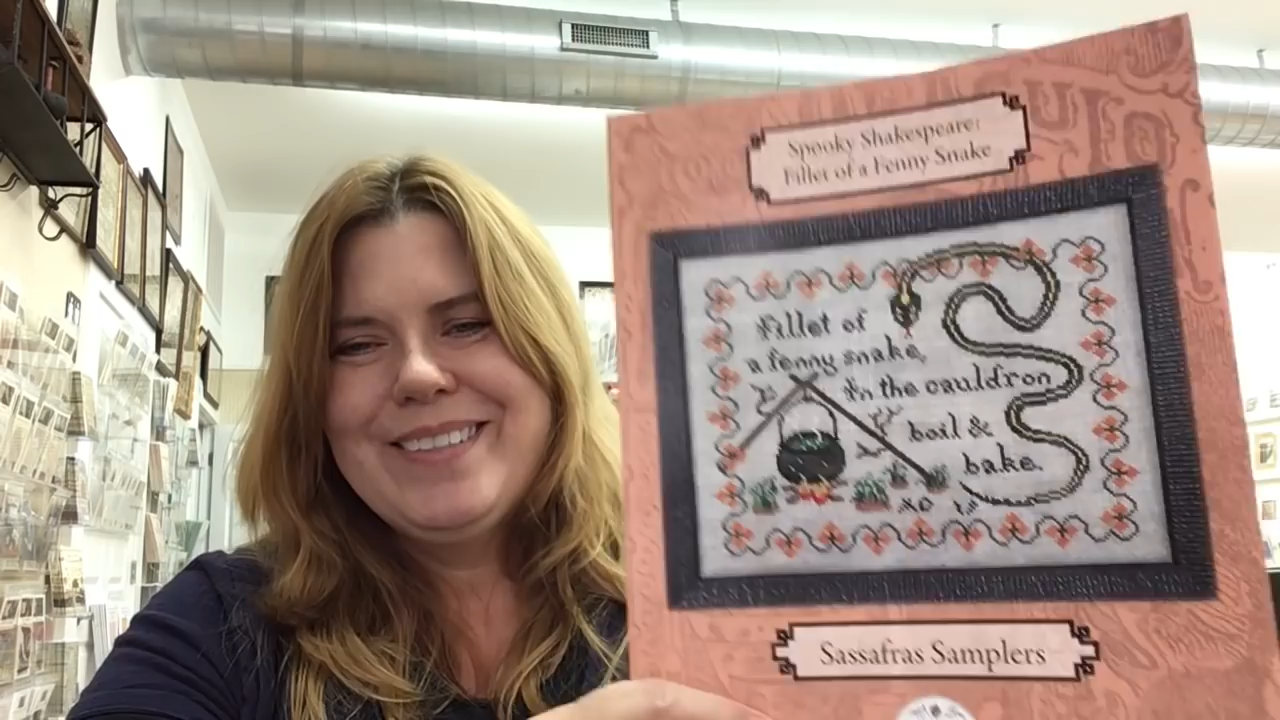 Spooky Shakespeare:
Fillet of a Fenny Snake
Fillet of
a fenny snake,
In the cauldron
boil &
bake.
Sassafras Samplers